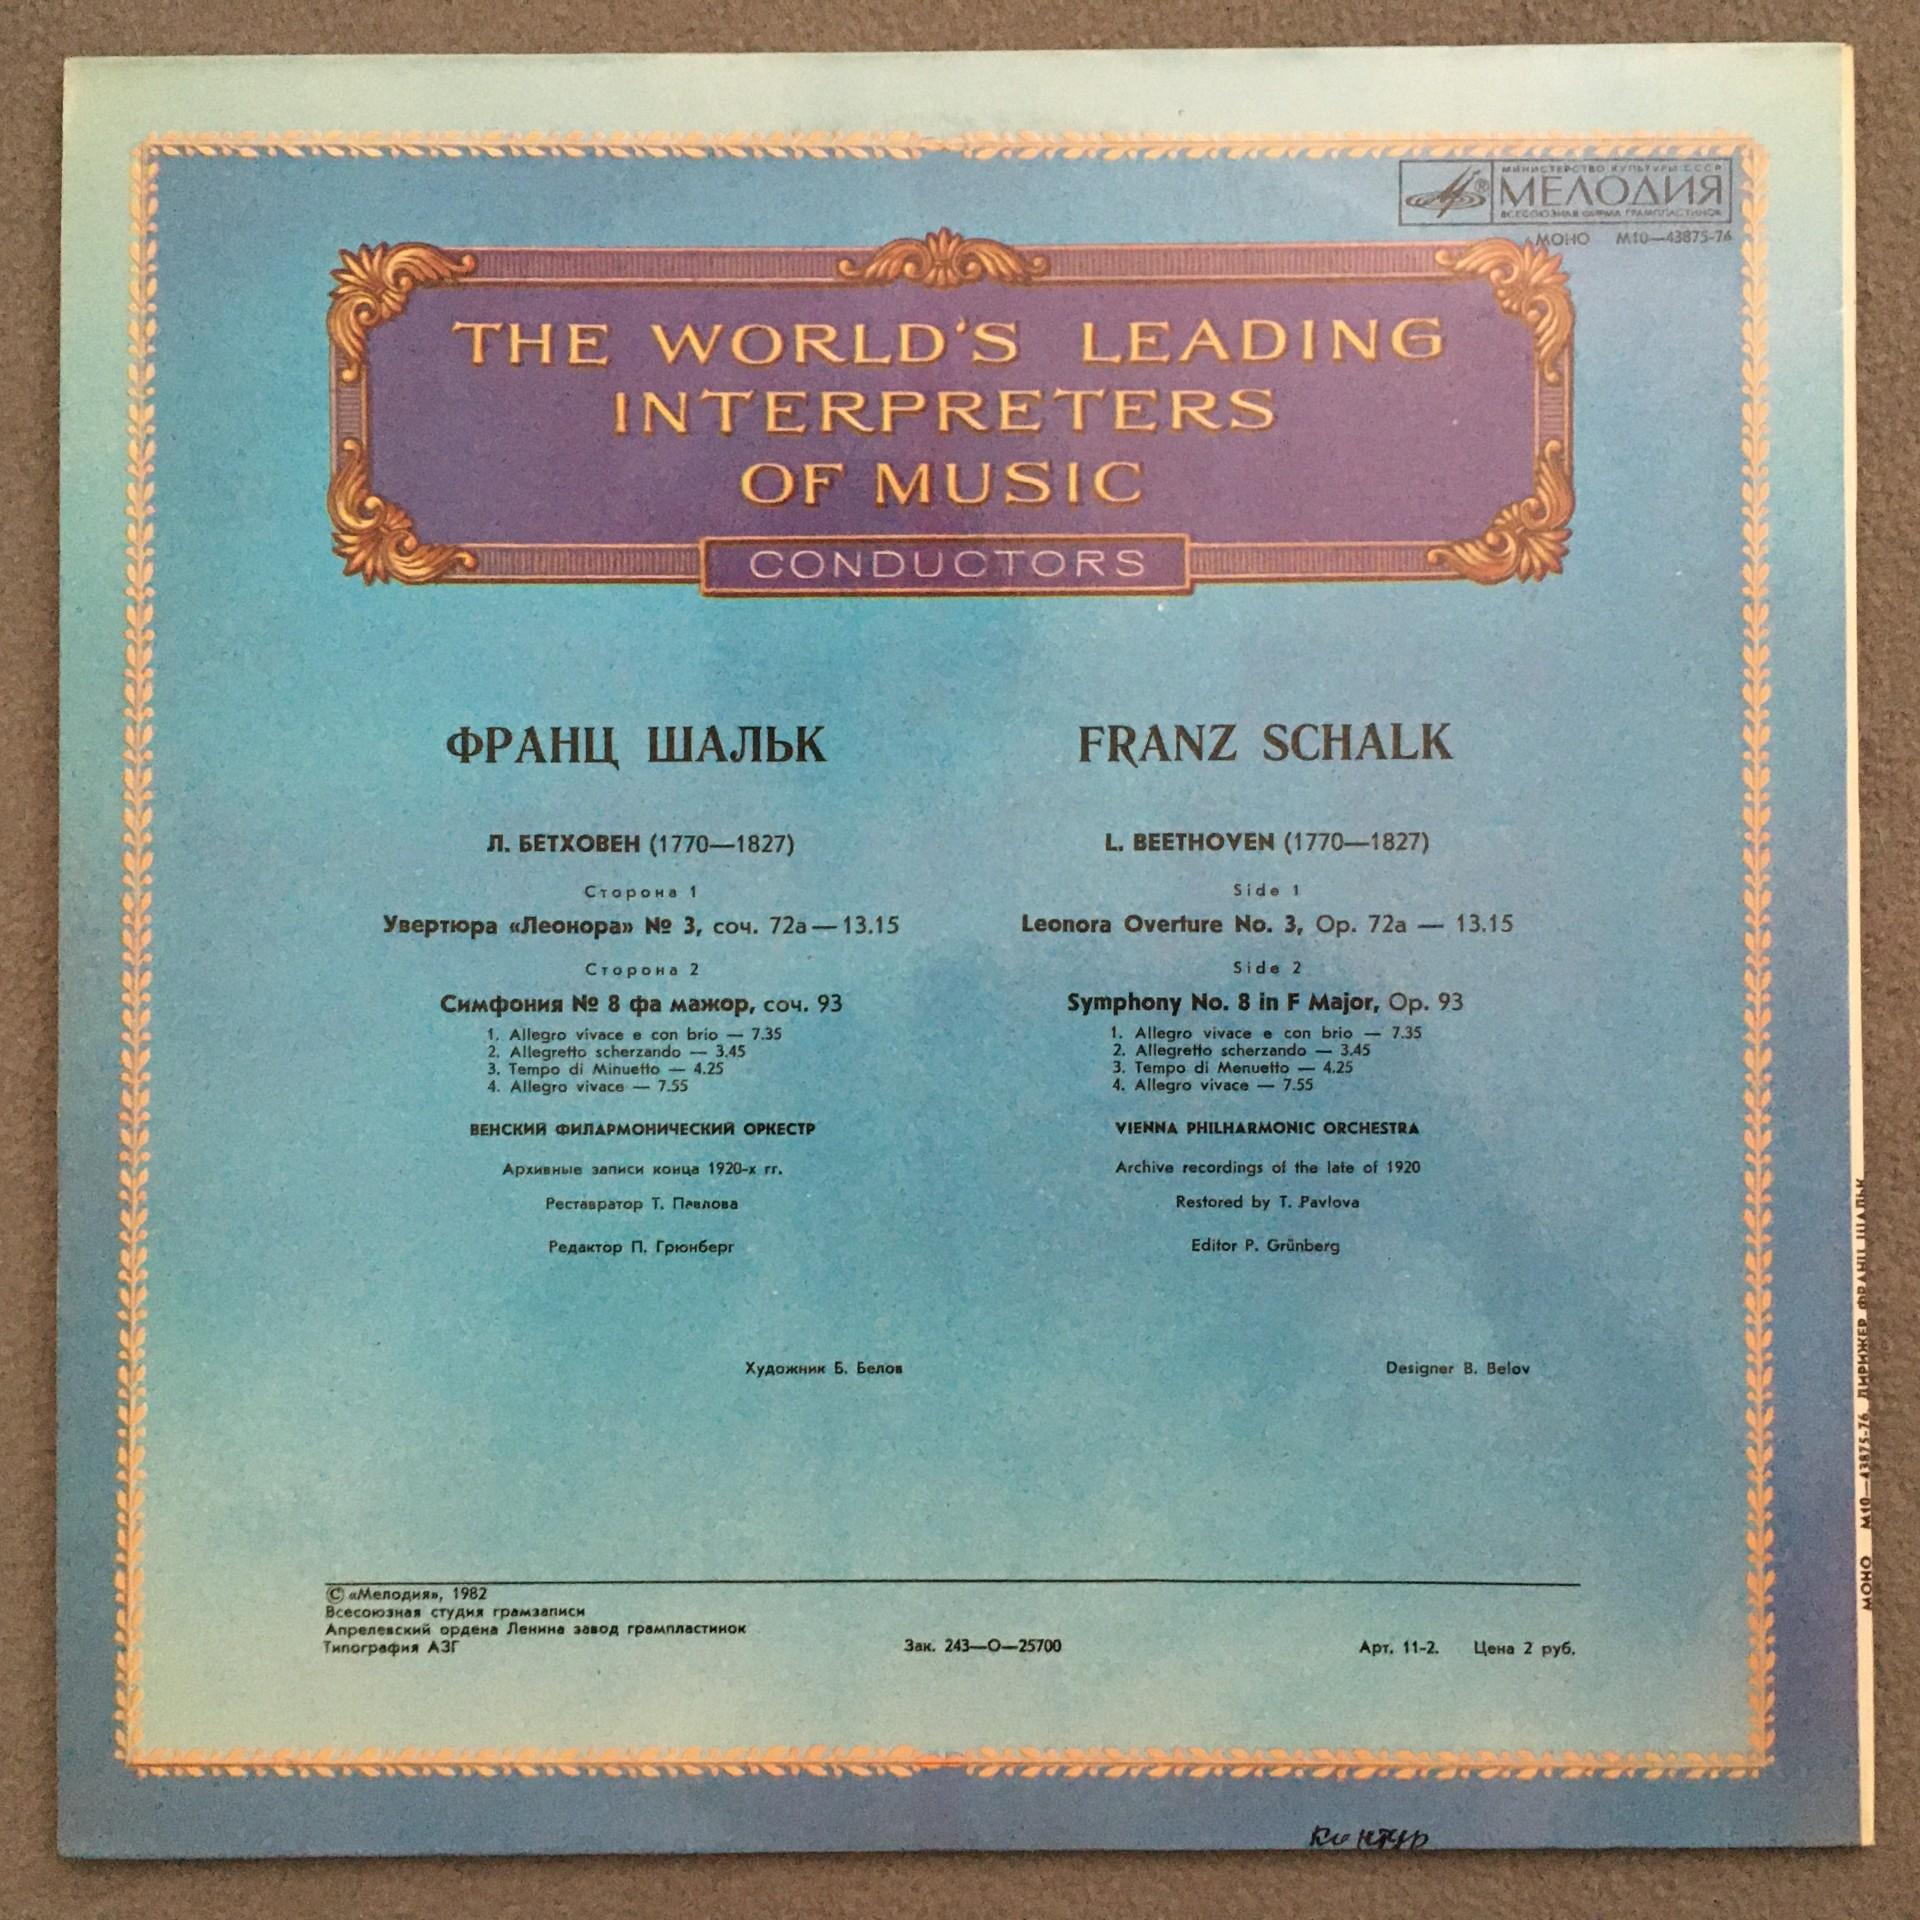 МИНИСТЕРСТВО КУЛЬТУРЫ СССР
МЕЛОДИЯ
ВСЕСОЮЗНАЯ ФИРМА ГРАМПЛАСТИНОК
МОНО М10—43875-76
THE WORLD'S LEADING
INTERPRETERS
OF MUSIC
CONDUCTORS
ФРАНЦ ШАЛЬК
Л. БЕТХОВЕН (1770—1827)
Сторона 1
Увертюра «Леонора» № 3, соч. 72а — 13.15
Сторона 2
Симфония № 8 фа мажор, соч. 93
1. Allegro vivace e con brio — 7.35
2. Allegretto scherzando — 3.45
3. Tempo di Minuetto — 4.25
4. Allegro vivace — 7.55
ВЕНСКИЙ ФИЛАРМОНИЧЕСКИЙ ОРКЕСТР
Архивные записи конца 1920-х гг.
Реставратор Т. Павлова
Редактор П. Грюнберг
Художник Б. Белов
FRANZ SCHALK
L. BEETHOVEN (1770—1827)
Side 1
Leonora Overture No. 3, Op. 72a — 13.15
Side 2
Symphony No. 8 in F Major, Op. 93
1. Allegro vivace e con brio — 7.35
2. Allegretto scherzando — 3.45
3. Tempo di Menuetto — 4.25
4. Allegro vivace — 7.55
VIENNA PHILHARMONIC ORCHESTRA
Archive recordings of the late of 1920
Restored by T. Pavlova
Editor P. Grünberg
Designer B. Belov
© «Мелодия», 1982
Всесоюзная студия грамзаписи
Апрелевский ордена Ленина завод грампластинок
Типография АЗГ
Зак. 243—О—25700
Арт. 11-2. Цена 2 руб.
МОНО М10—43875-76 ДИРИЖЕР ФРАНЦ ШАЛЬК